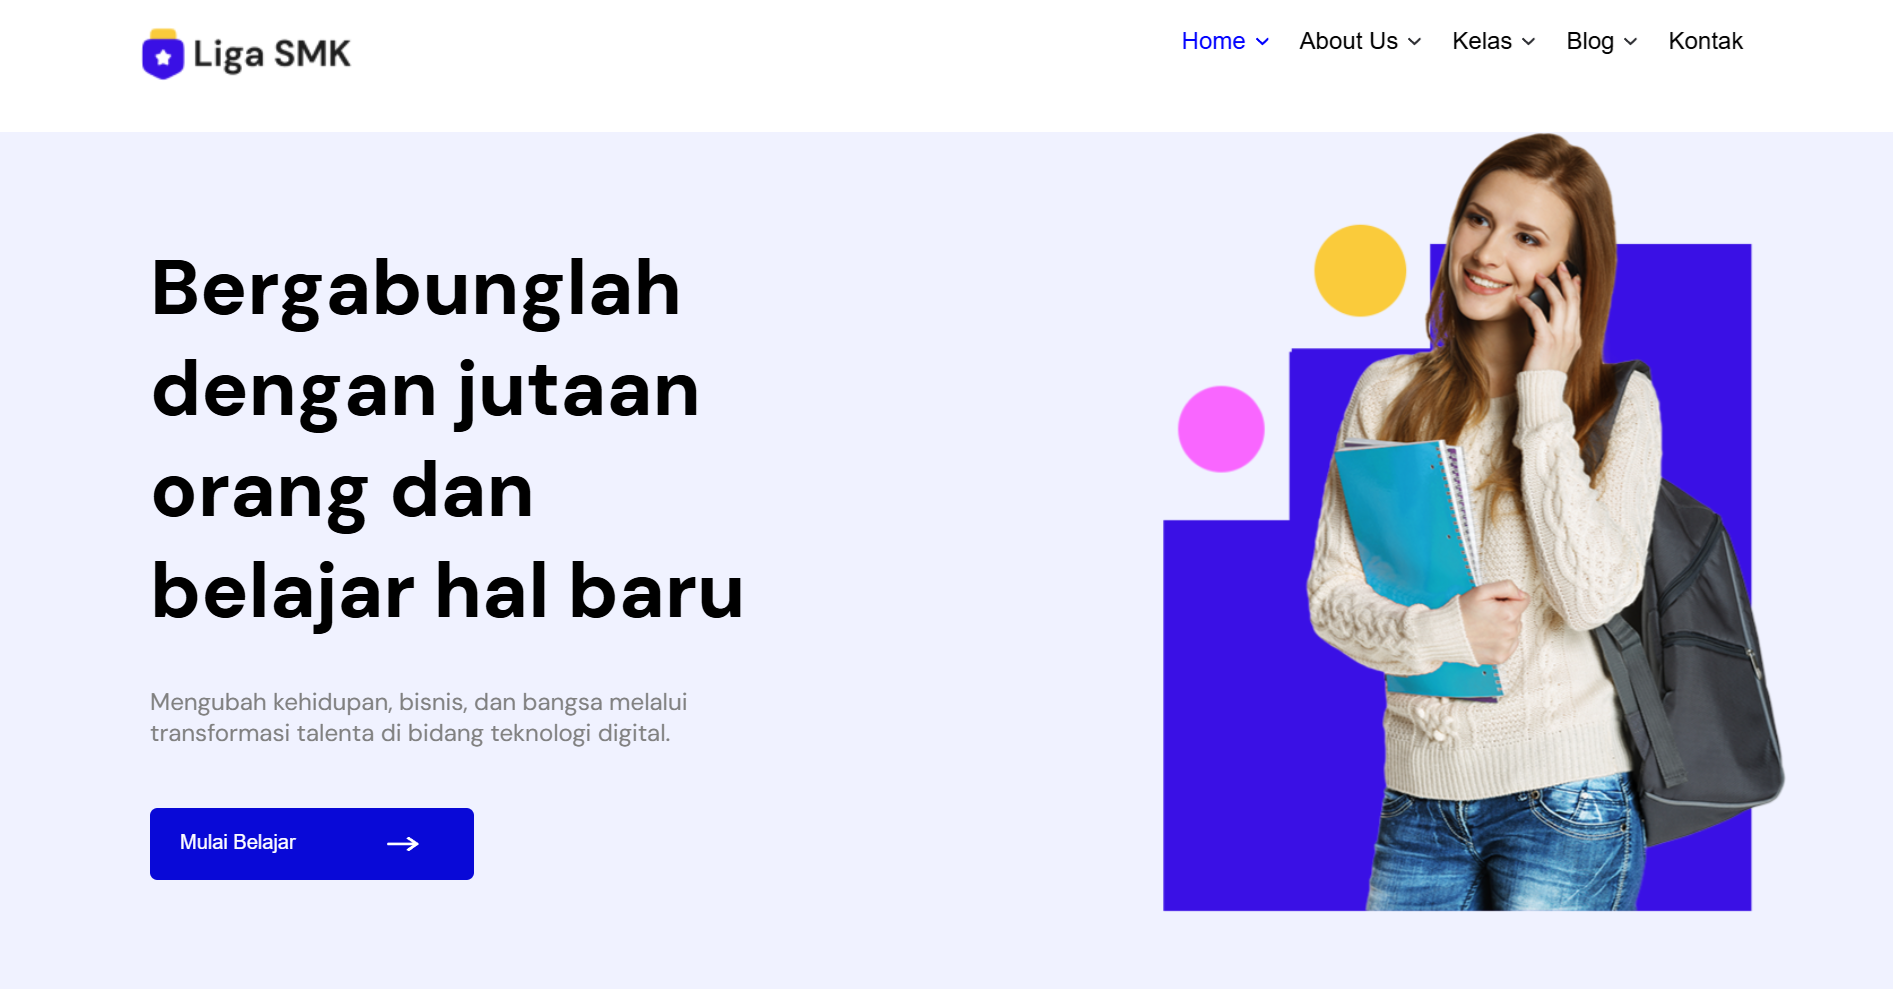 Liga SMK
Home
About Us
Kelas
Blog
Kontak
Bergabunglah
dengan jutaan
orang dan
belajar hal baru
Mengubah kehidupan, bisnis, dan bangsa melalui
transformasi talenta di bidang teknologi digital.
Mulai Belajar